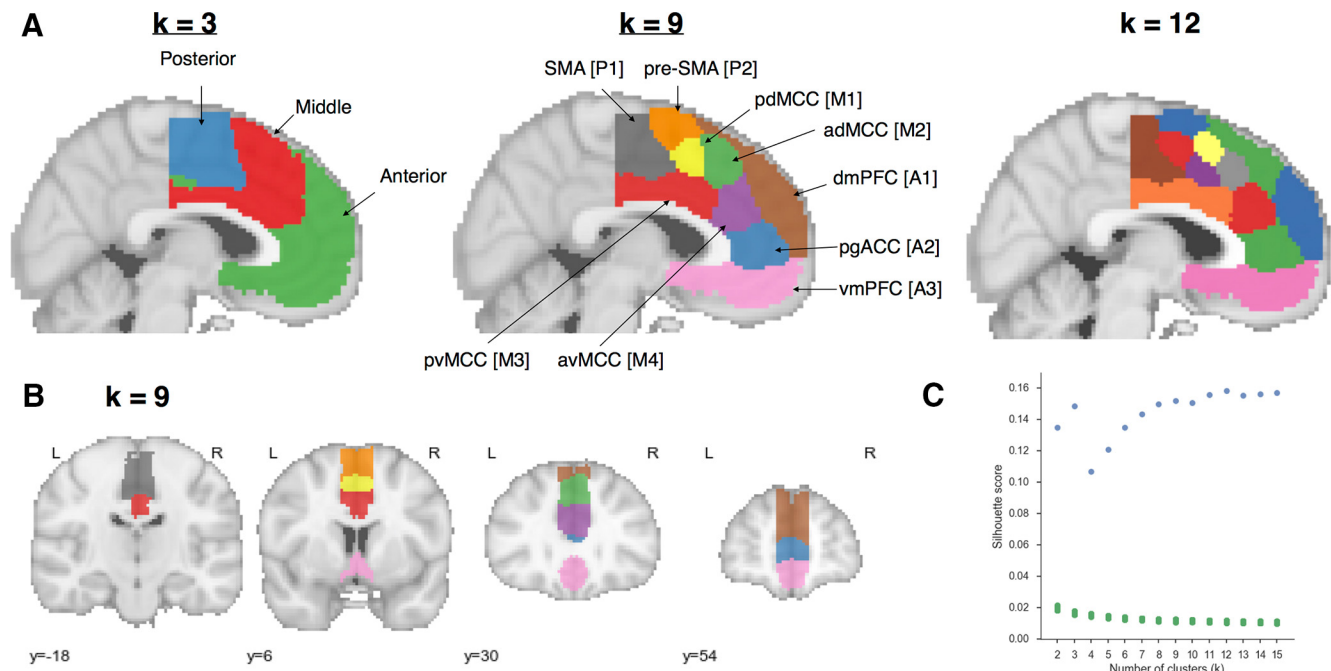 A
k = 3
k = 9
k = 12
Posterior
Middle
Anterior
SMA [P1]
pre-SMA [P2]
pdMCC [M1]
adMCC [M2]
dmPFC [A1]
pgACC [A2]
vmPFC [A3]
pvMCC [M3]
avMCC [M4]
B
k = 9
L
R
L
R
L
R
L
R
y=-18
y=6
y=30
y=54
C
Silhouette score
0.16
0.14
0.12
0.10
0.08
0.06
0.04
0.02
0.00
2 3 4 5 6 7 8 9 10 11 12 13 14 15
Number of clusters (k)